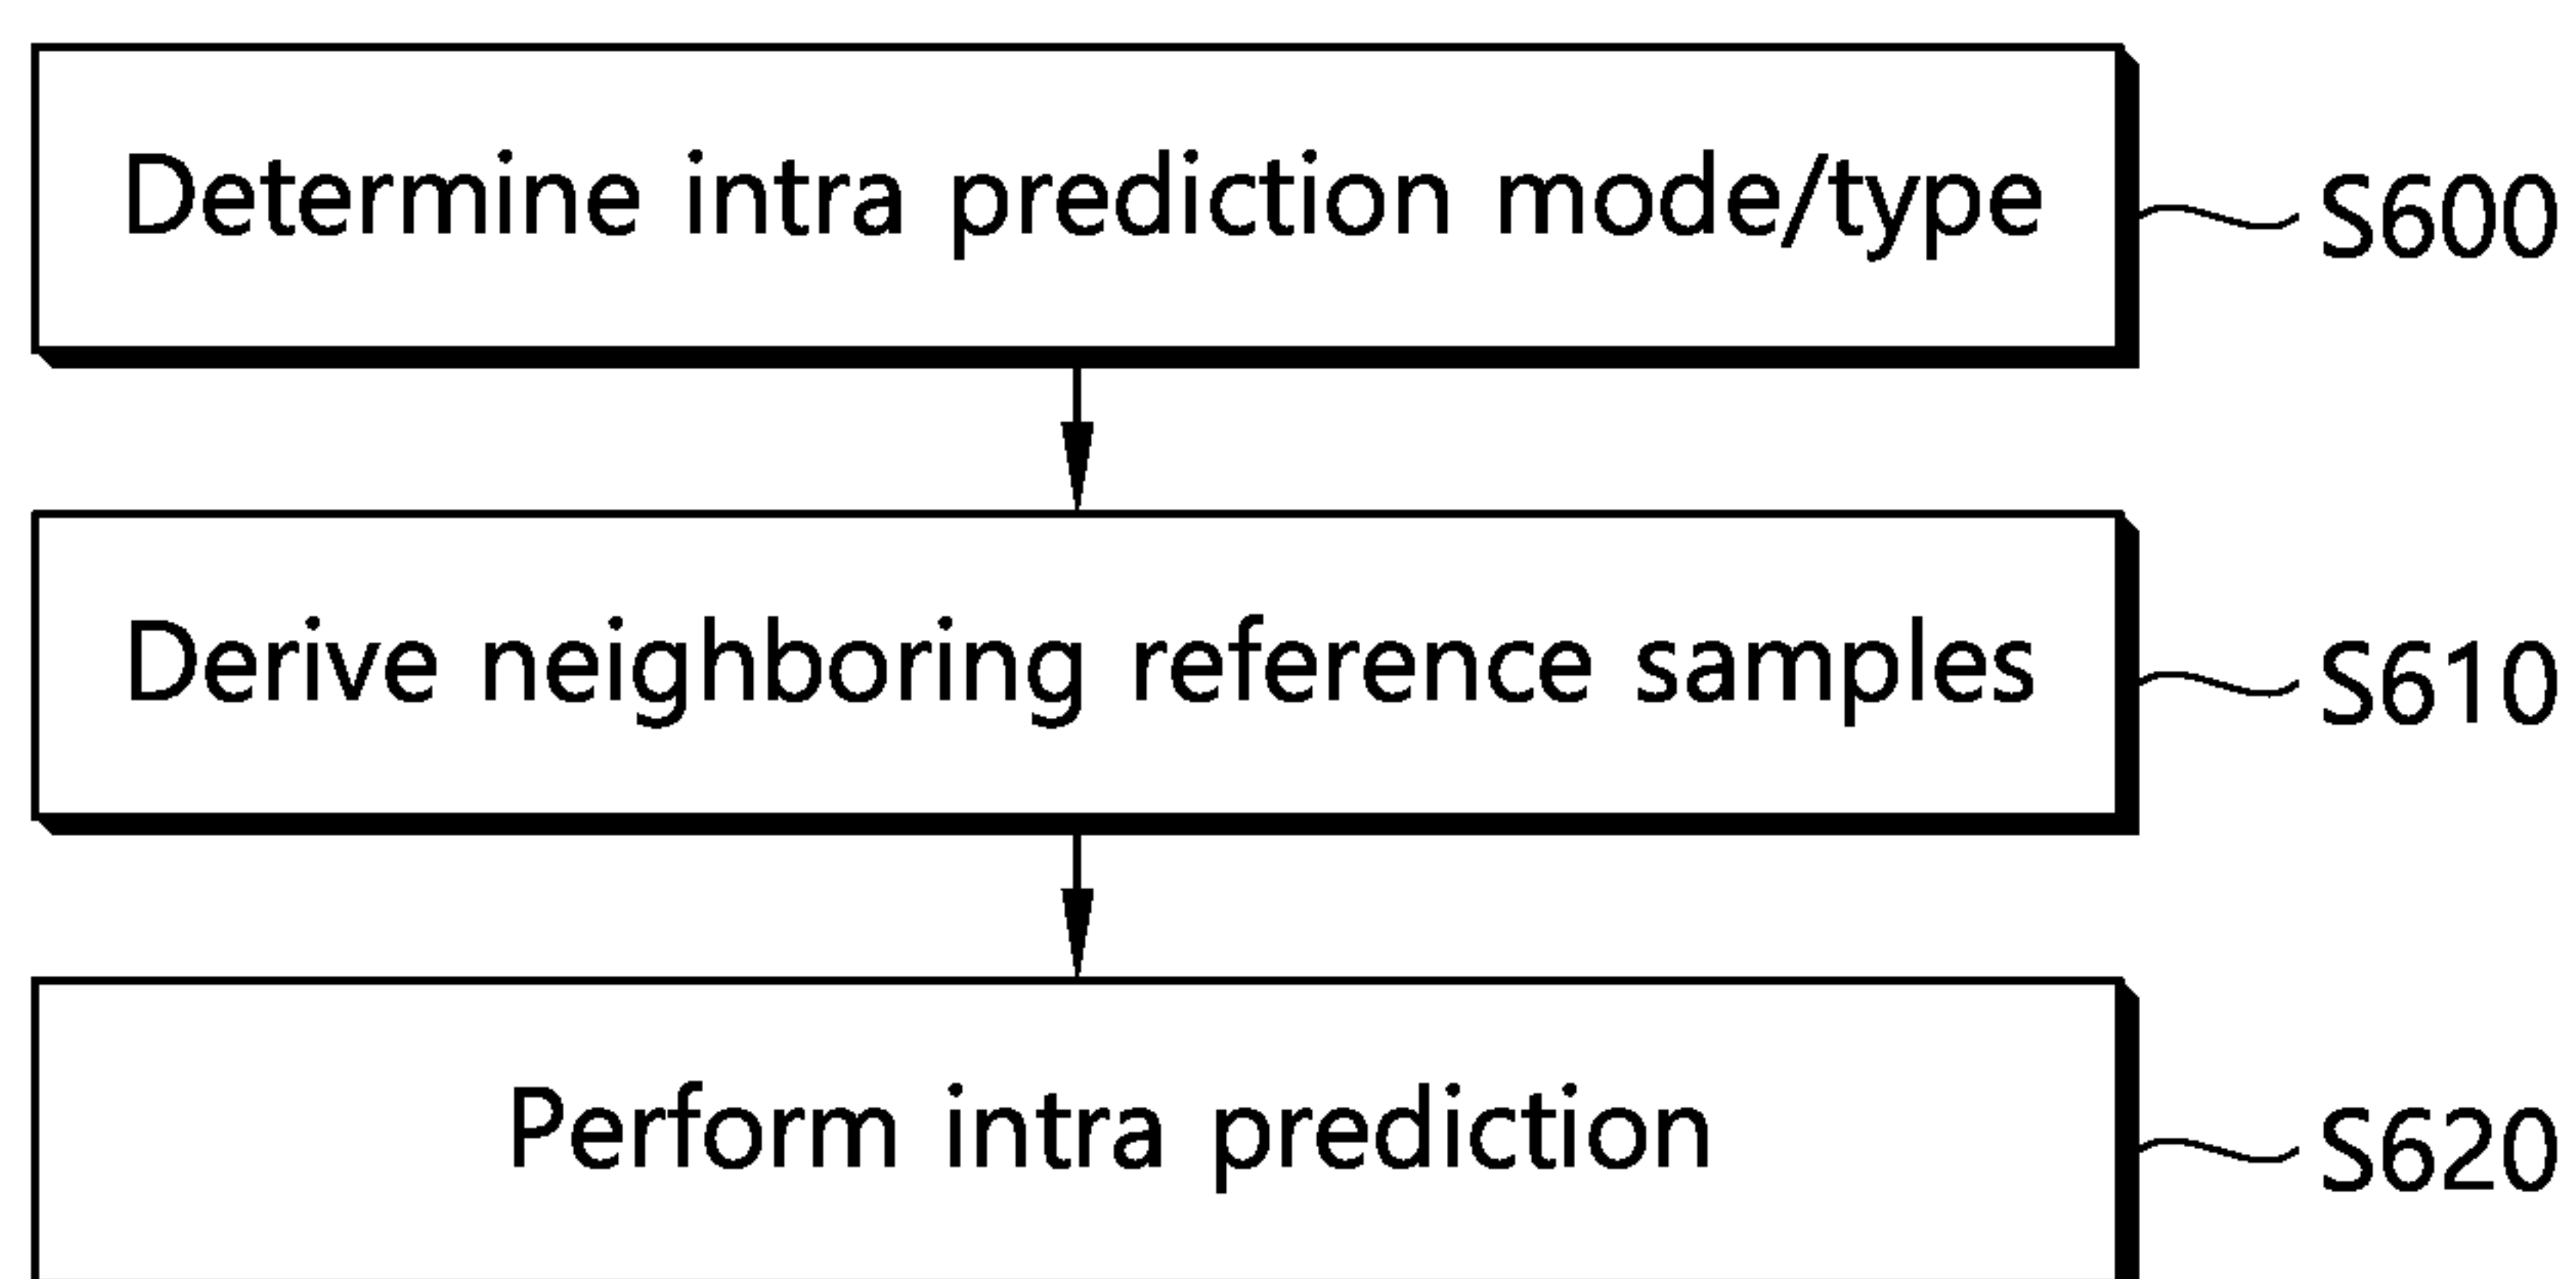 Determine intra prediction mode/type
S600
Derive neighboring reference samples
S610
Perform intra prediction
S620